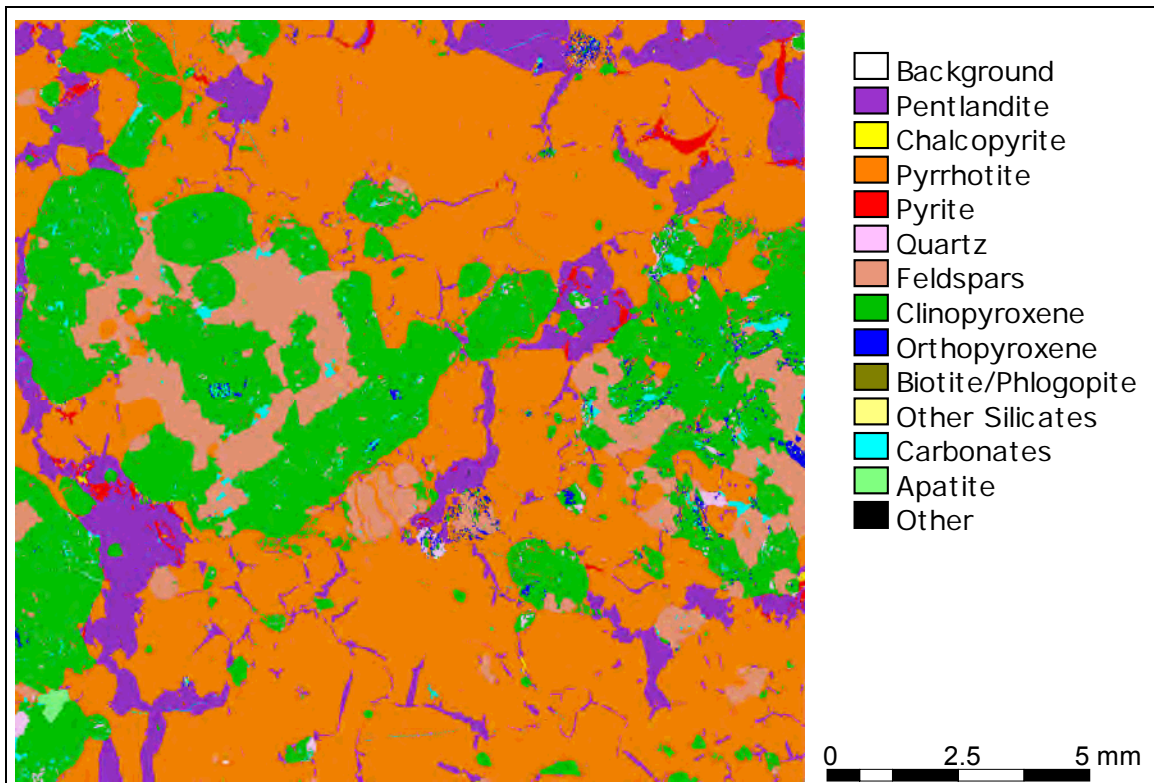 Background
Pentlandite
Chalcopyrite
Pyrrhotite
Pyrite
Quartz
Feldspars
Clinopyroxene
Orthopyroxene
Biotite/Phlogopite
Other Silicates
Carbonates
Apatite
Other
0 2.5 5 mm